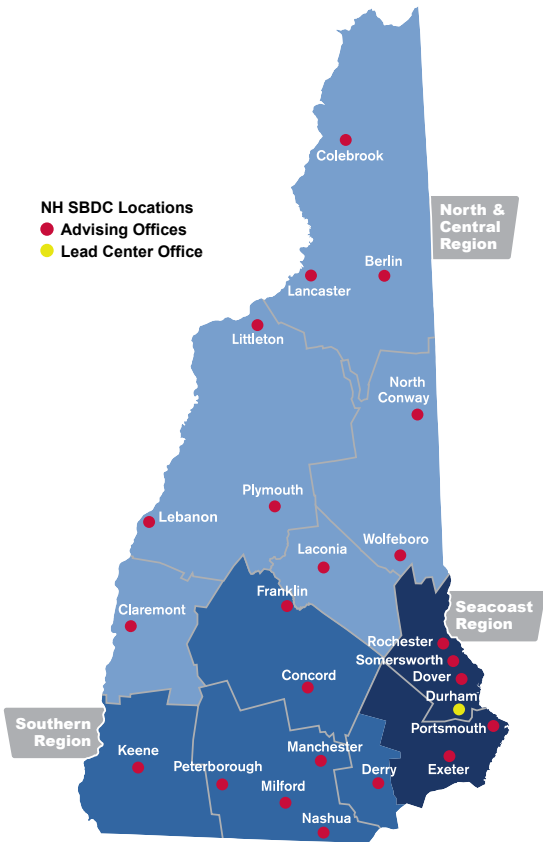 Colebrook
NH SBDC Locations
Advising Offices
Lead Center Office
North &
Central
Region
Berlin
Lancaster
Littleton
North
Conway
Plymouth
Lebanon
Wolfeboro
Laconia
Franklin
Claremont
Seacoast
Region
Rochester
Somersworth
Dover
Durham
Concord
Portsmouth
Southern
Region
Keene
Manchester
Peterborough
Derry
Exeter
Milford
Nashua